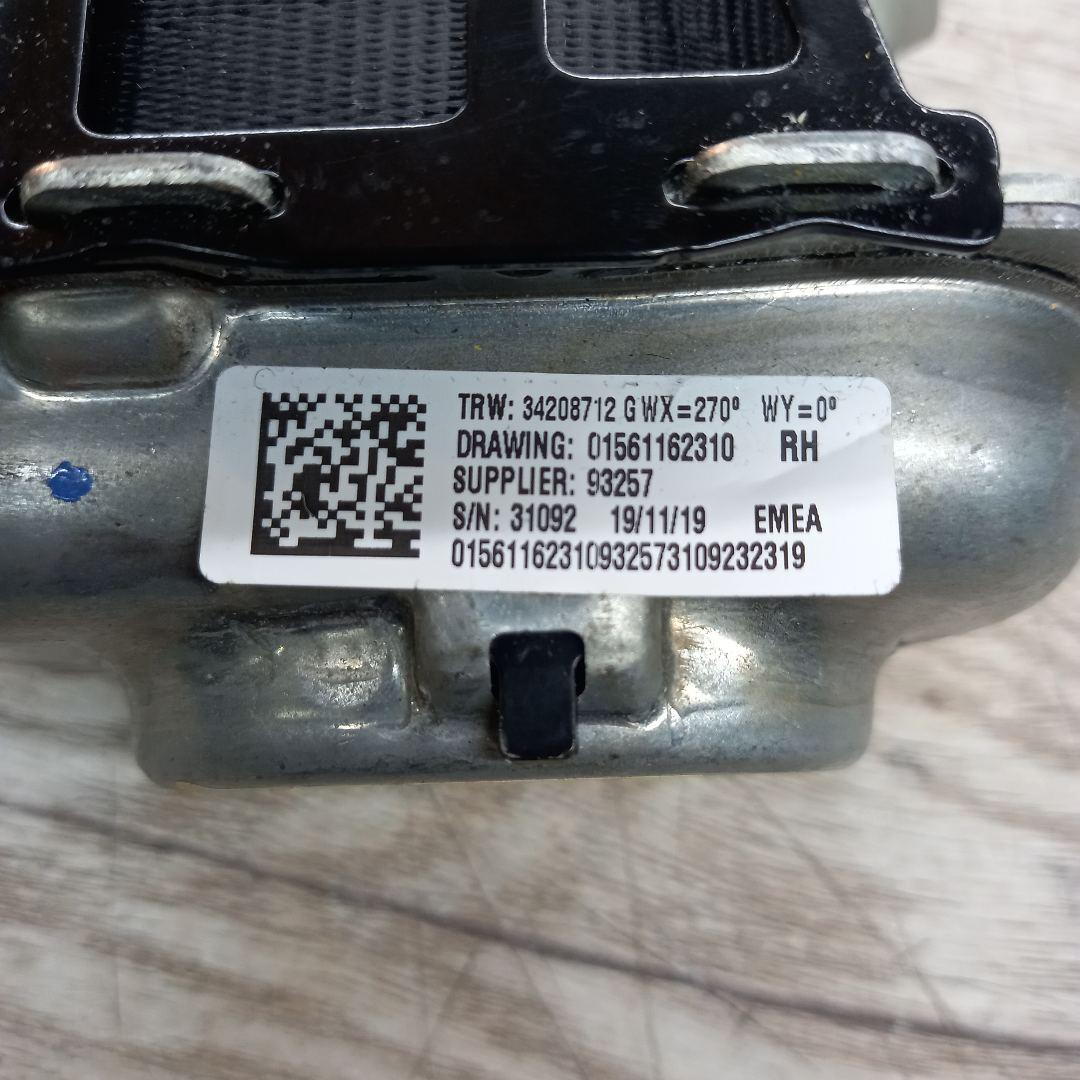 TRW: 34208712 G WX=270° WY=0°
DRAWING: 01561162310 RH
SUPPLIER: 93257
S/N: 31092 19/11/19 EMEA
01561162310932573109232319